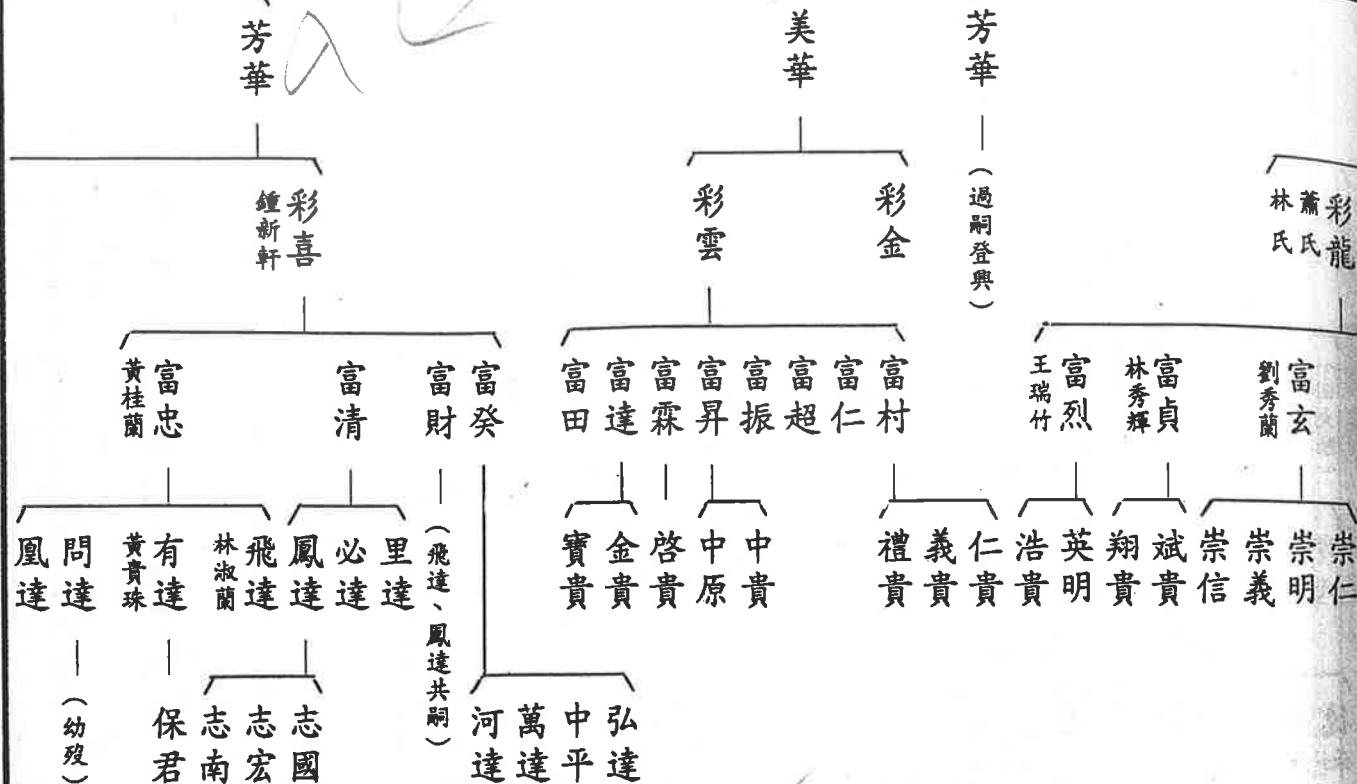 芳華
美華
芳華
︵過嗣登興︶
彩龍
蕭氏
林氏
彩金
彩雲
彩喜
鍾新軒
富玄
劉秀蘭
富貞
林秀輝
富烈
王瑞竹
富村
富仁
富超
富振
富昇
富霖
富達
富田
富癸
富財
富清
富忠
黃桂蘭
崇仁
崇明
崇義
崇信
斌貴
翔貴
英明
浩貴
仁貴
義貴
禮貴
中貴
中原
啓貴
金貴
寶貴
︵飛達、鳳達共嗣︶
里達
必達
鳳達
飛達
林淑蘭
有達
黃貴珠
問達
凰達
弘達
中平
萬達
河達
志國
志宏
志南
保君
︵幼歿︶